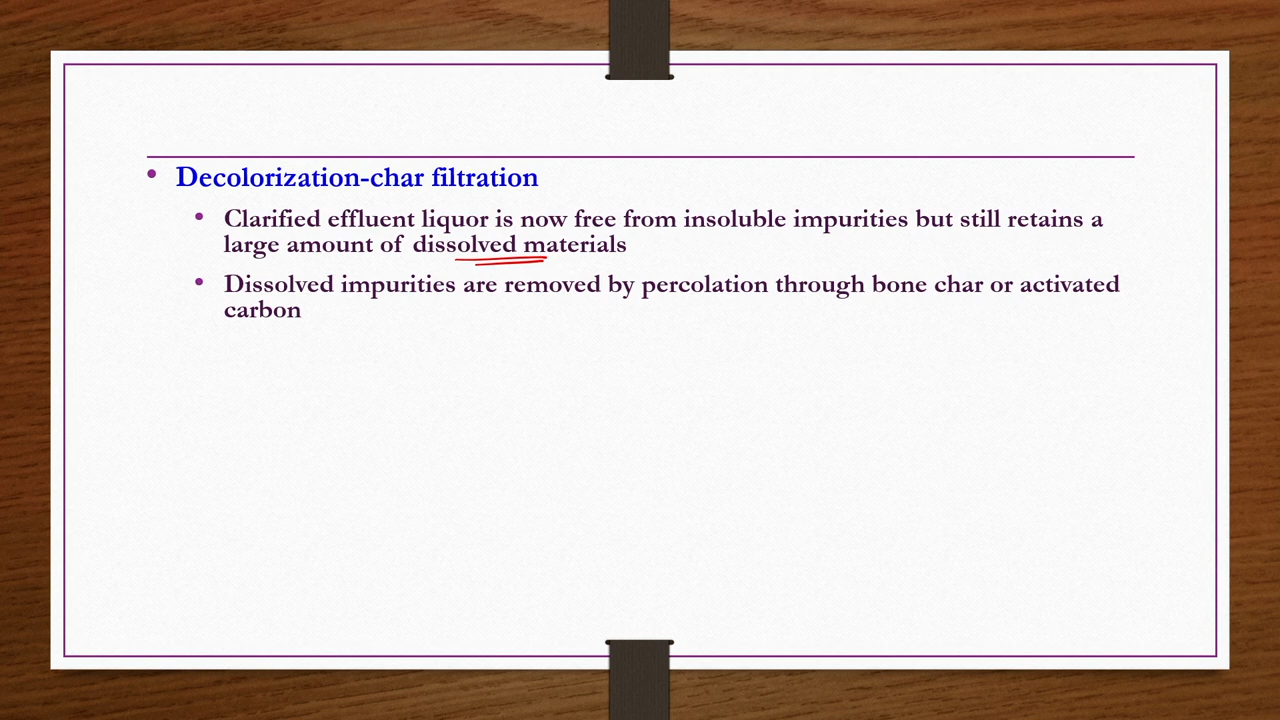 Decolorization-char filtration
Clarified effluent liquor is now free from insoluble impurities but still retains a
large amount of dissolved materials
Dissolved impurities are removed by percolation through bone char or activated
carbon